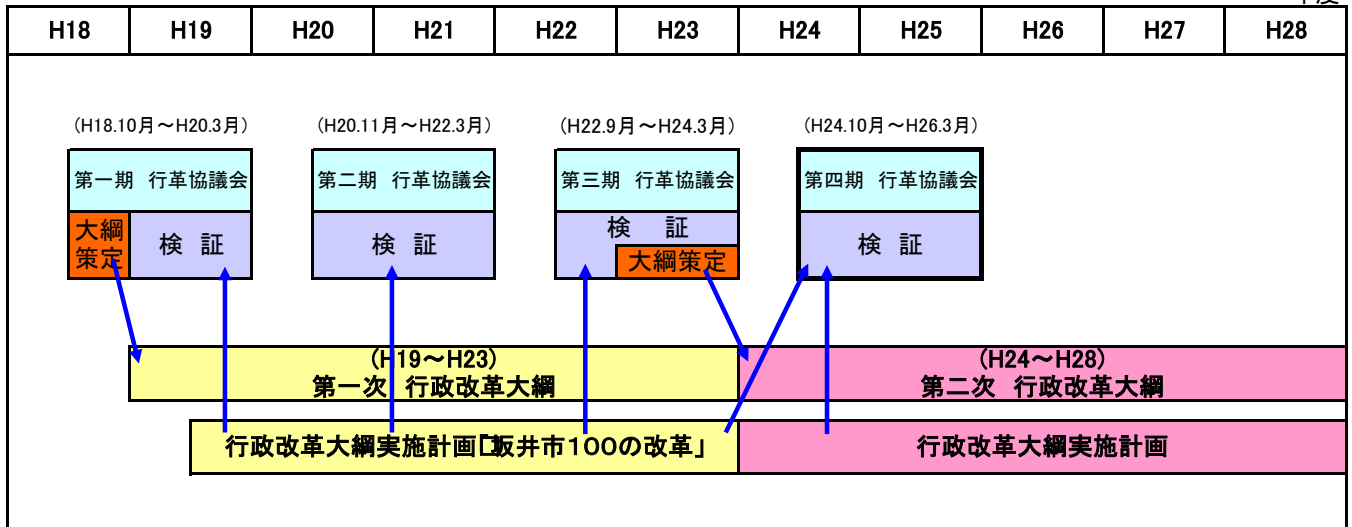 年度
H18 H19 H20 H21 H22 H23 H24 H25 H26 H27 H28
(H18.10月～H20.3月) (H20.11月～H22.3月) (H22.9月～H24.3月) (H24.10月～H26.3月)
第一期 行革協議会 第二期 行革協議会 第三期 行革協議会 第四期 行革協議会
大綱
策定
検 証 検 証 検 証 検 証
大綱策定
(H19～H23) (H24～H28)
第一次 行政改革大綱 第二次 行政改革大綱
行政改革大綱実施計画「坂井市100の改革」 行政改革大綱実施計画